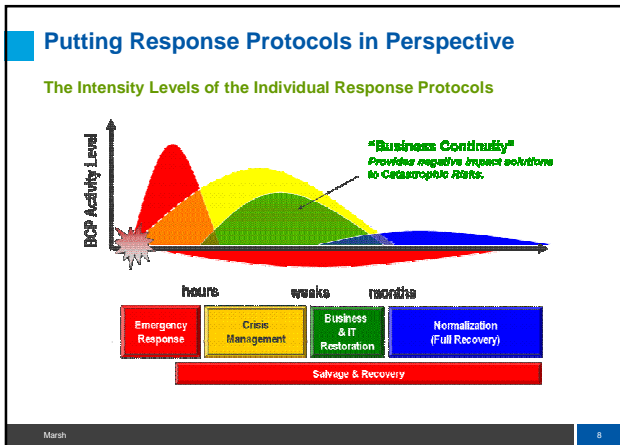 Putting Response Protocols in Perspective
The Intensity Levels of the Individual Response Protocols
BCP Activity Level
"Business Continuity"
Provides negative impact solutions
to Catastrophic Risks.
hours
weeks
months
Emergency
Response
Crisis
Management
Business
& IT
Restoration
Normalization
(Full Recovery)
Salvage & Recovery
Marsh
8